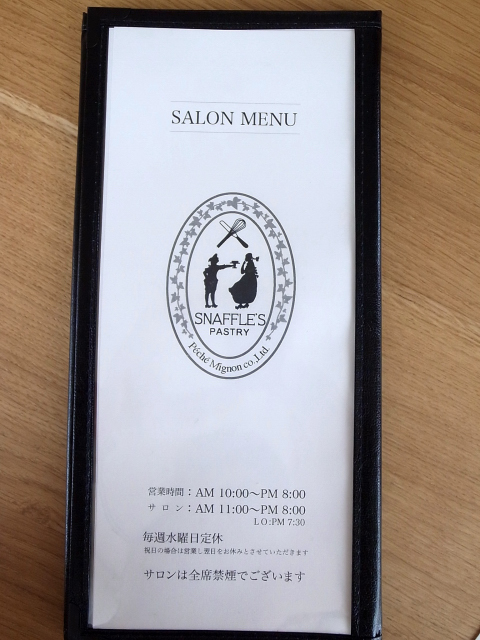 SALON MENU
SNAFFLE'S
PASTRY
Péché Mignon co.,Ltd.
営業時間：AM 10:00〜PM 8:00
サ ロ ン：AM 11:00〜PM 8:00
LO:PM 7:30
毎週水曜日定休
祝日の場合は営業し翌日をお休みとさせていただきます
サロンは全席禁煙でございます